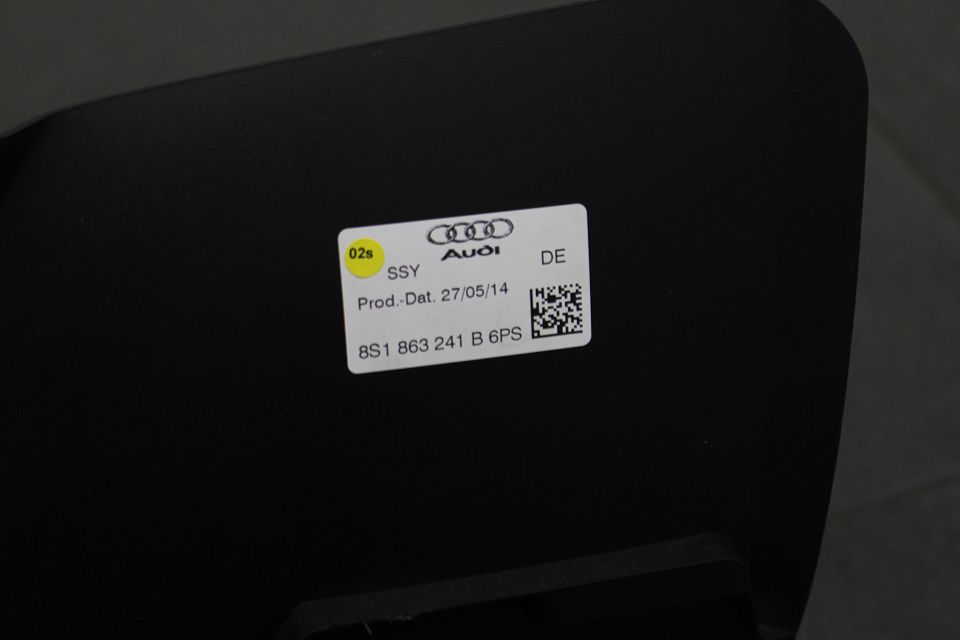 Audi
02s
SSY
DE
Prod.-Dat. 27/05/14
8S1 863 241 B 6PS